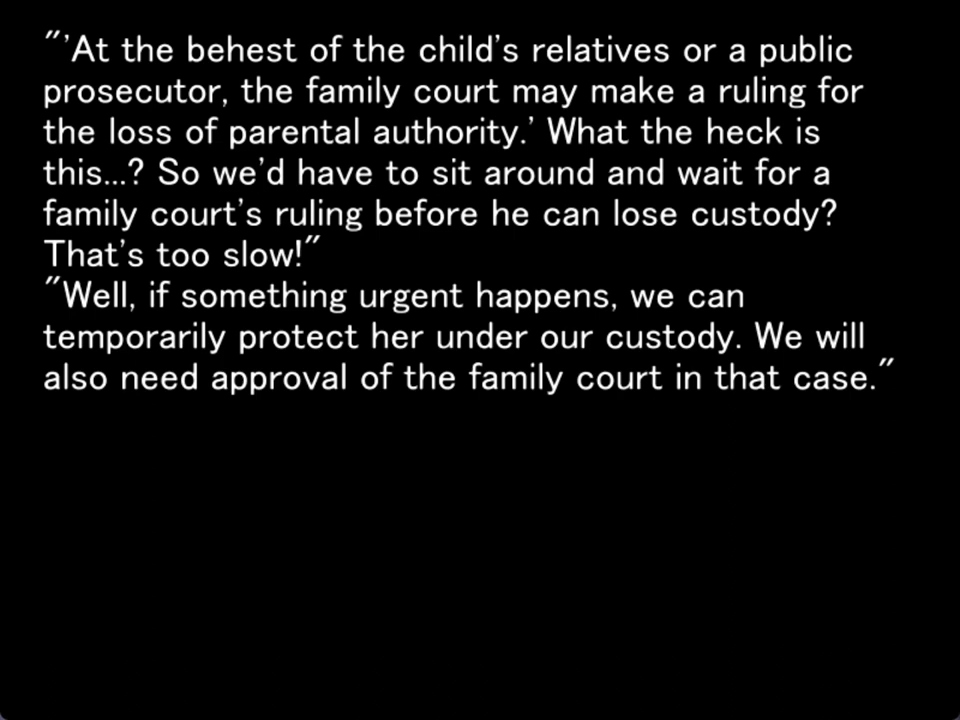 "'At the behest of the child's relatives or a public
prosecutor, the family court may make a ruling for
the loss of parental authority.' What the heck is
this...? So we'd have to sit around and wait for a
family court's ruling before he can lose custody?
That's too slow!"
"Well, if something urgent happens, we can
temporarily protect her under our custody. We will
also need approval of the family court in that case."